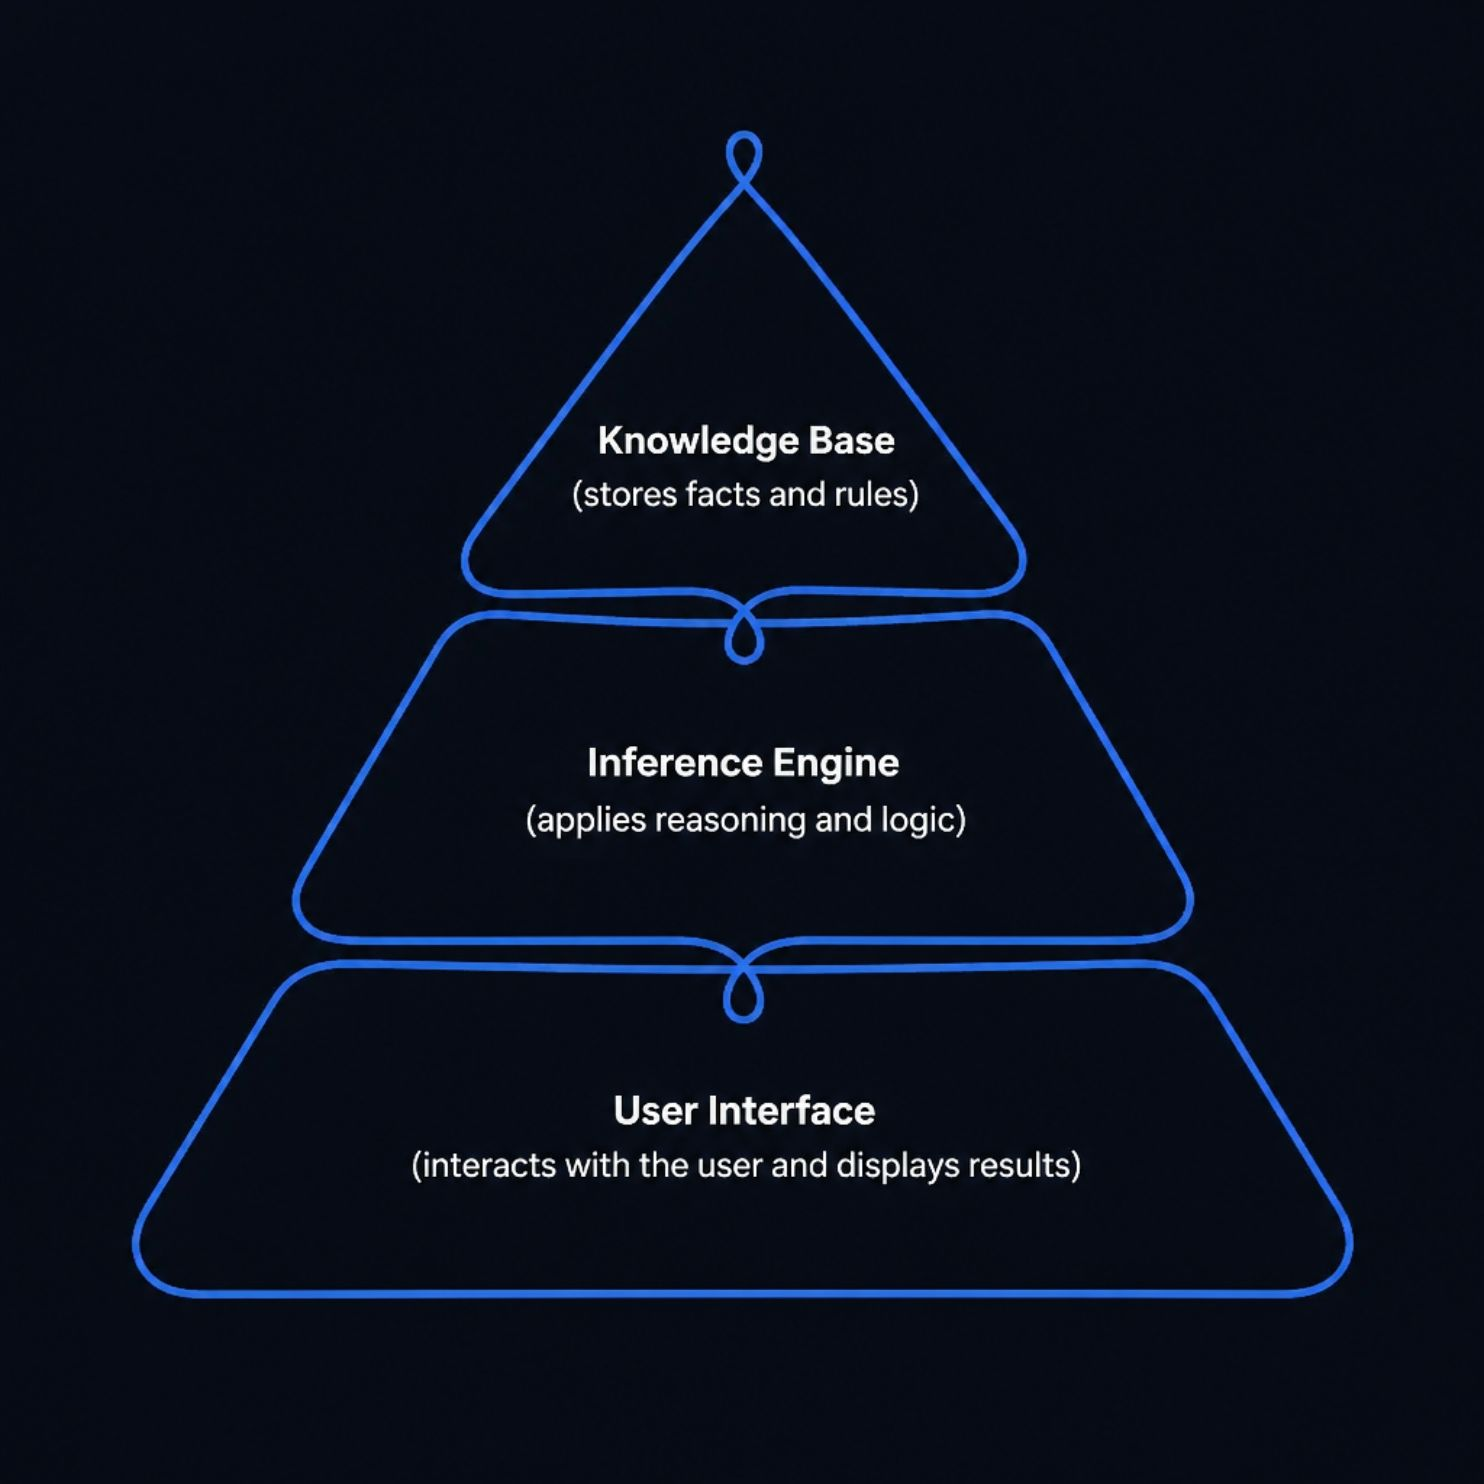 Knowledge Base
(stores facts and rules)
Inference Engine
(applies reasoning and logic)
User Interface
(interacts with the user and displays results)